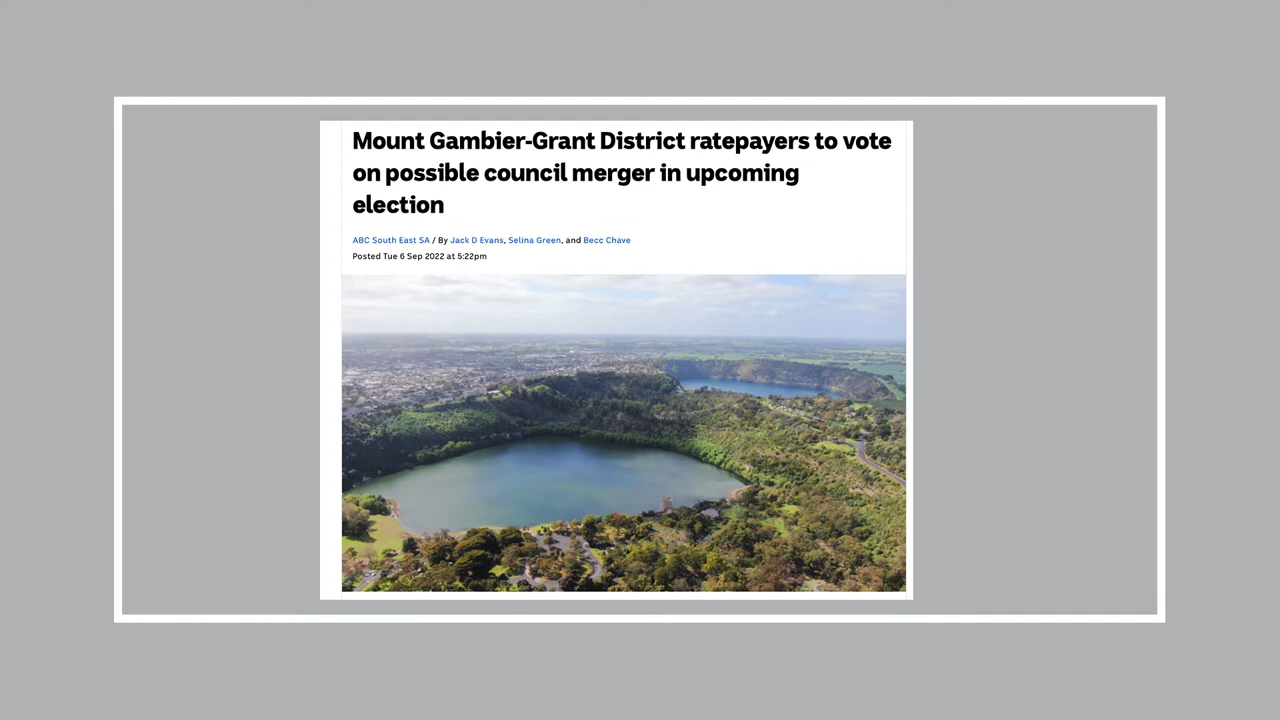 Mount Gambier-Grant District ratepayers to vote
on possible council merger in upcoming
election
ABC South East SA / By Jack D Evans, Selina Green, and Becc Chave
Posted Tue 6 Sep 2022 at 5:22pm